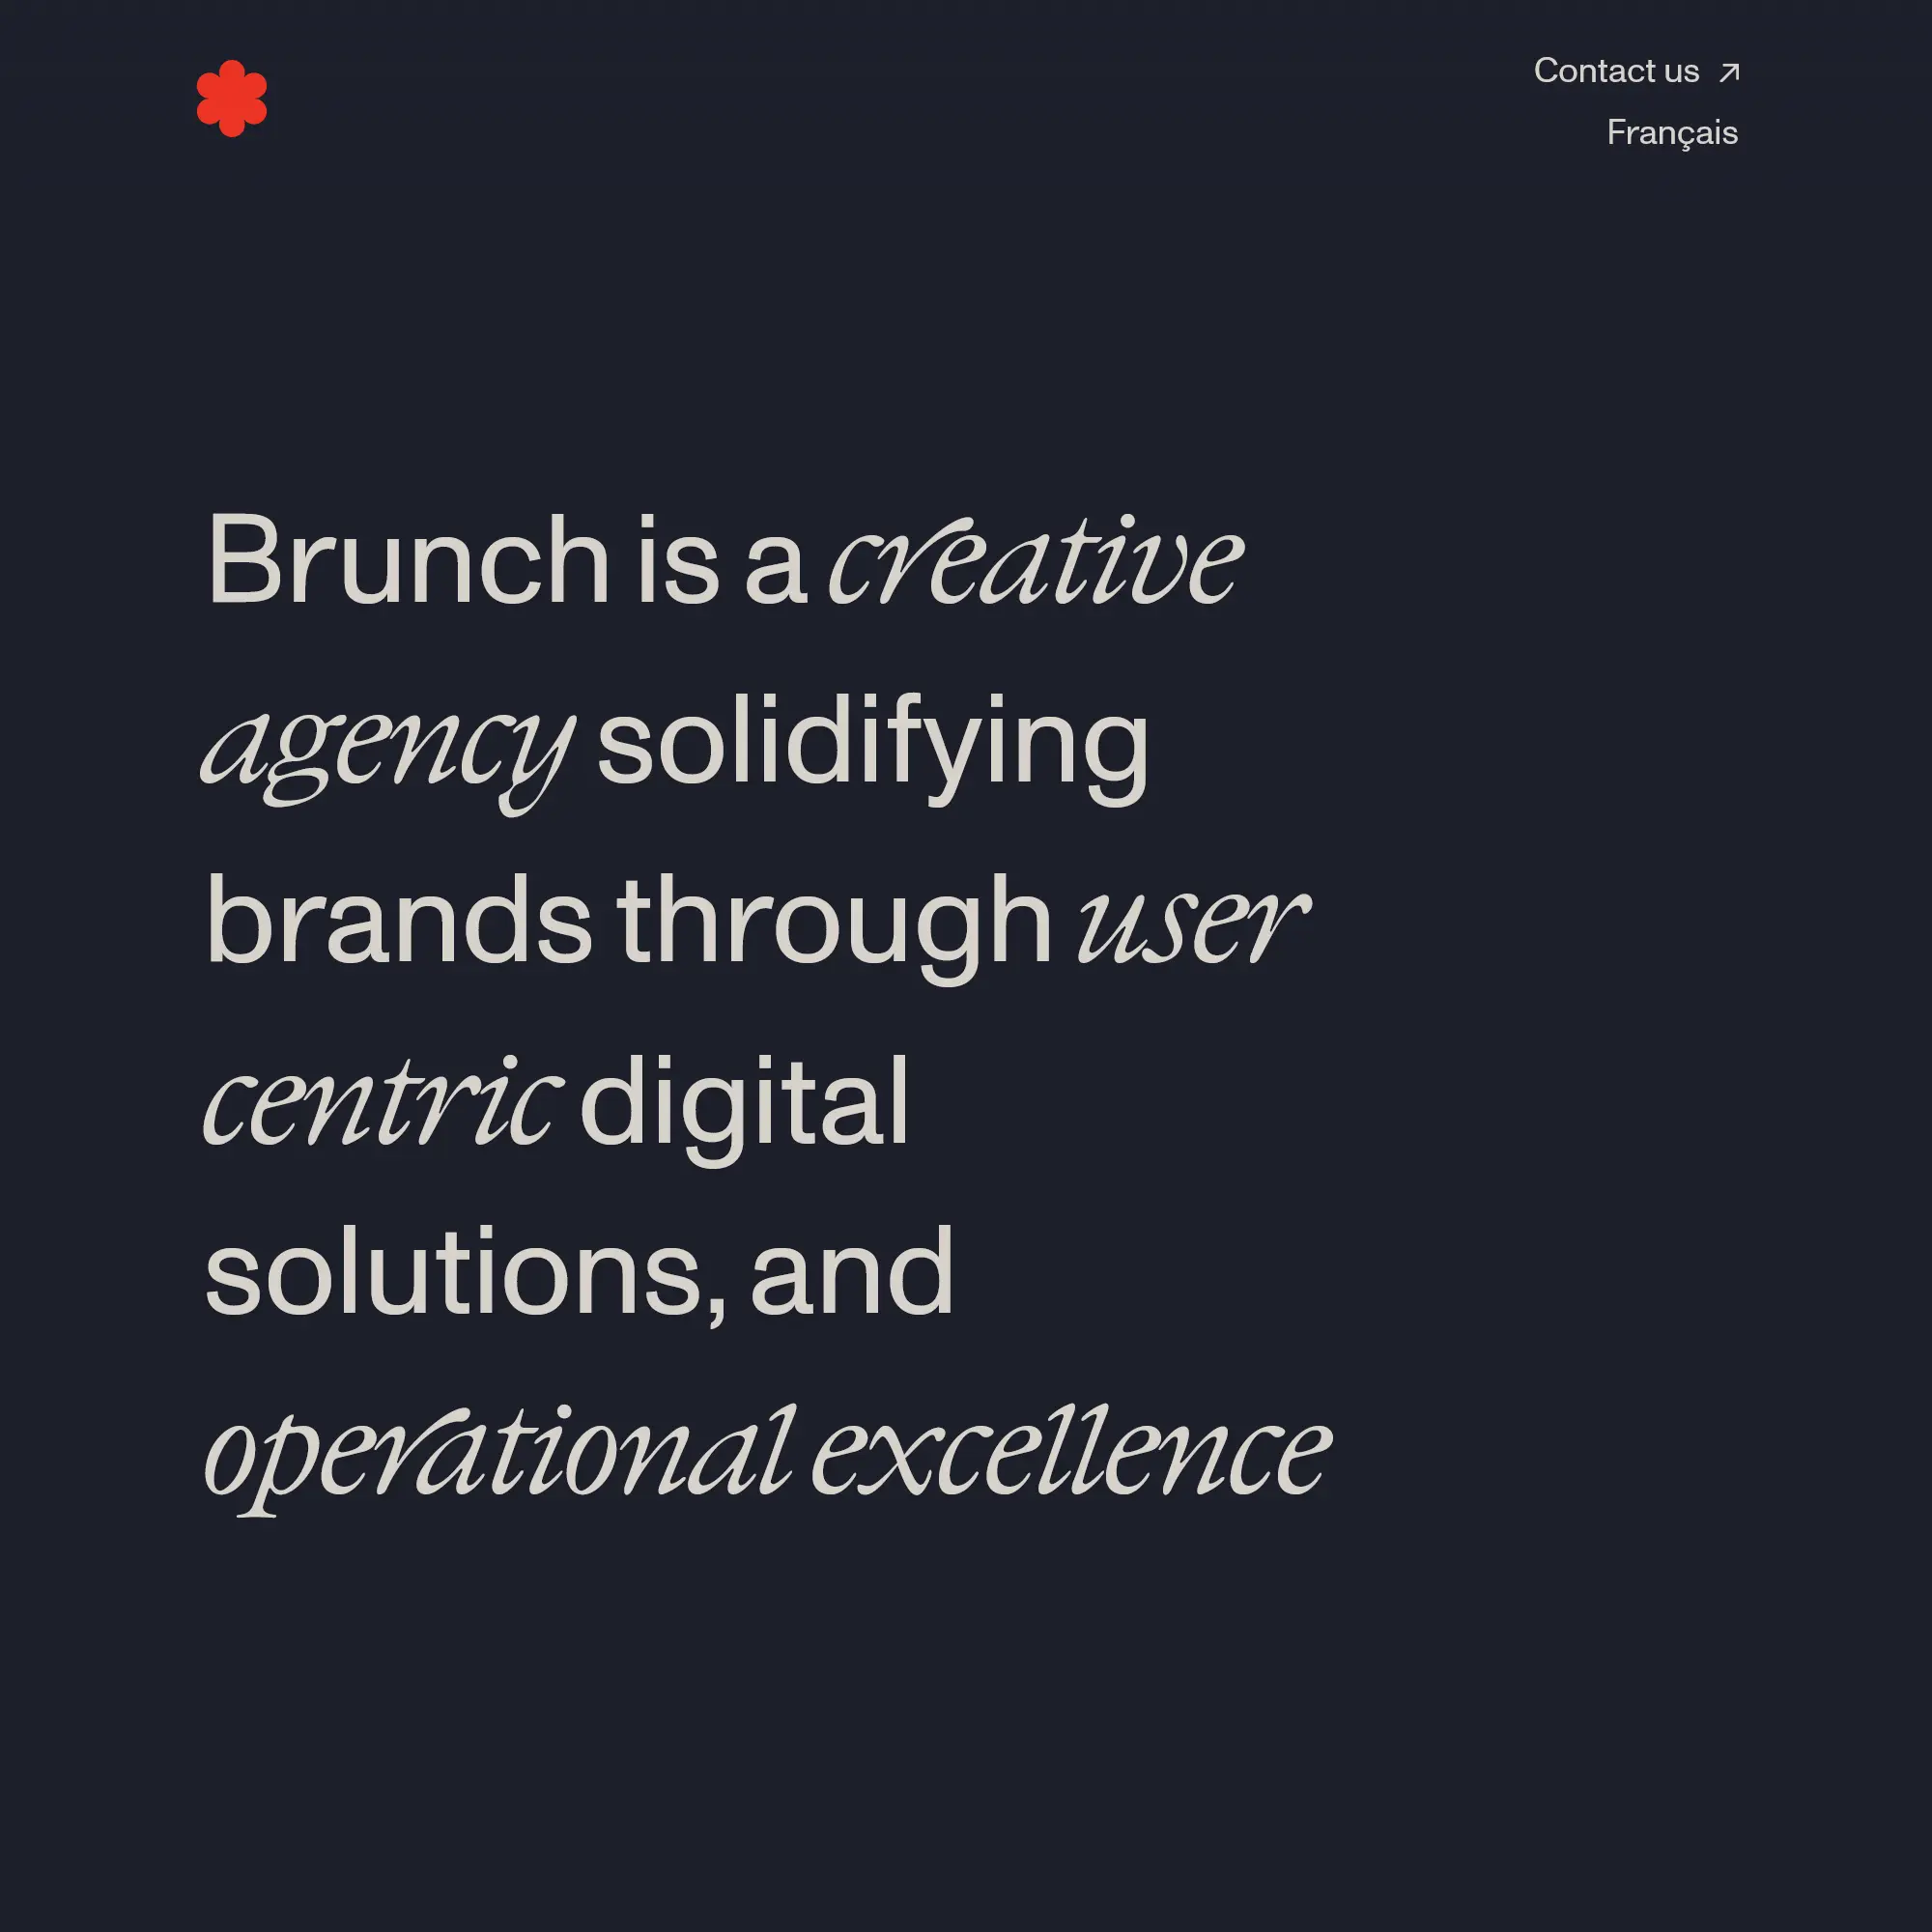 Contact us ↗
Français
Brunch is a creative
agency solidifying
brands through user
centric digital
solutions, and
operational excellence